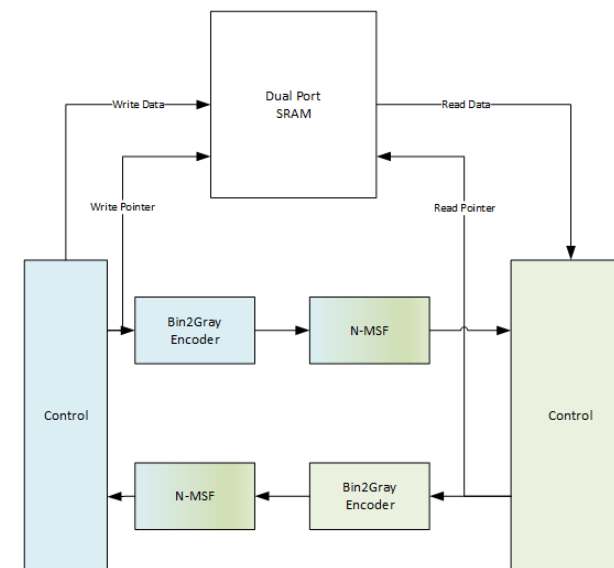 Dual Port
SRAM
Write Data
Read Data
Write Pointer
Read Pointer
Bin2Gray
Encoder
N-MSF
Control
Control
N-MSF
Bin2Gray
Encoder